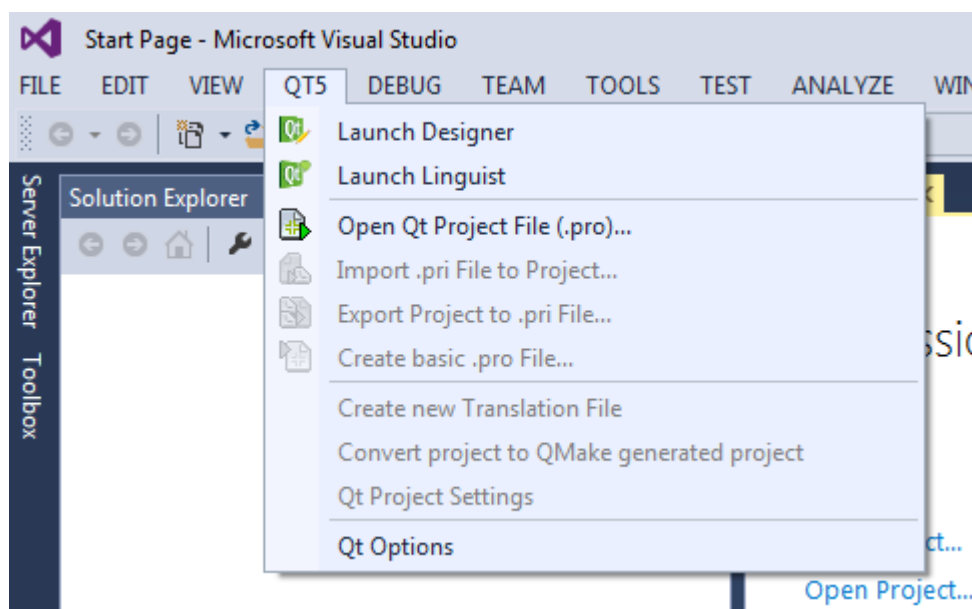 Start Page - Microsoft Visual Studio
FILE EDIT VIEW QT5 DEBUG TEAM TOOLS TEST ANALYZE
Launch Designer
Launch Linguist
Solution Explorer
Open Qt Project File (.pro)...
Import .pri File to Project...
Export Project to .pri File...
Create basic .pro File...
Create new Translation File
Convert project to QMake generated project
Qt Project Settings
Qt Options
Open Project...
Server Explorer
Toolbox